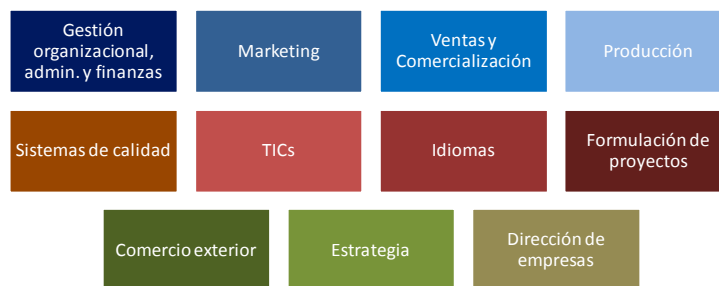 Gestión
organizacional,
admin. y finanzas
Marketing
Ventas y
Comercialización
Producción
Sistemas de calidad
TICs
Idiomas
Formulación de
proyectos
Comercio exterior
Estrategia
Dirección de
empresas